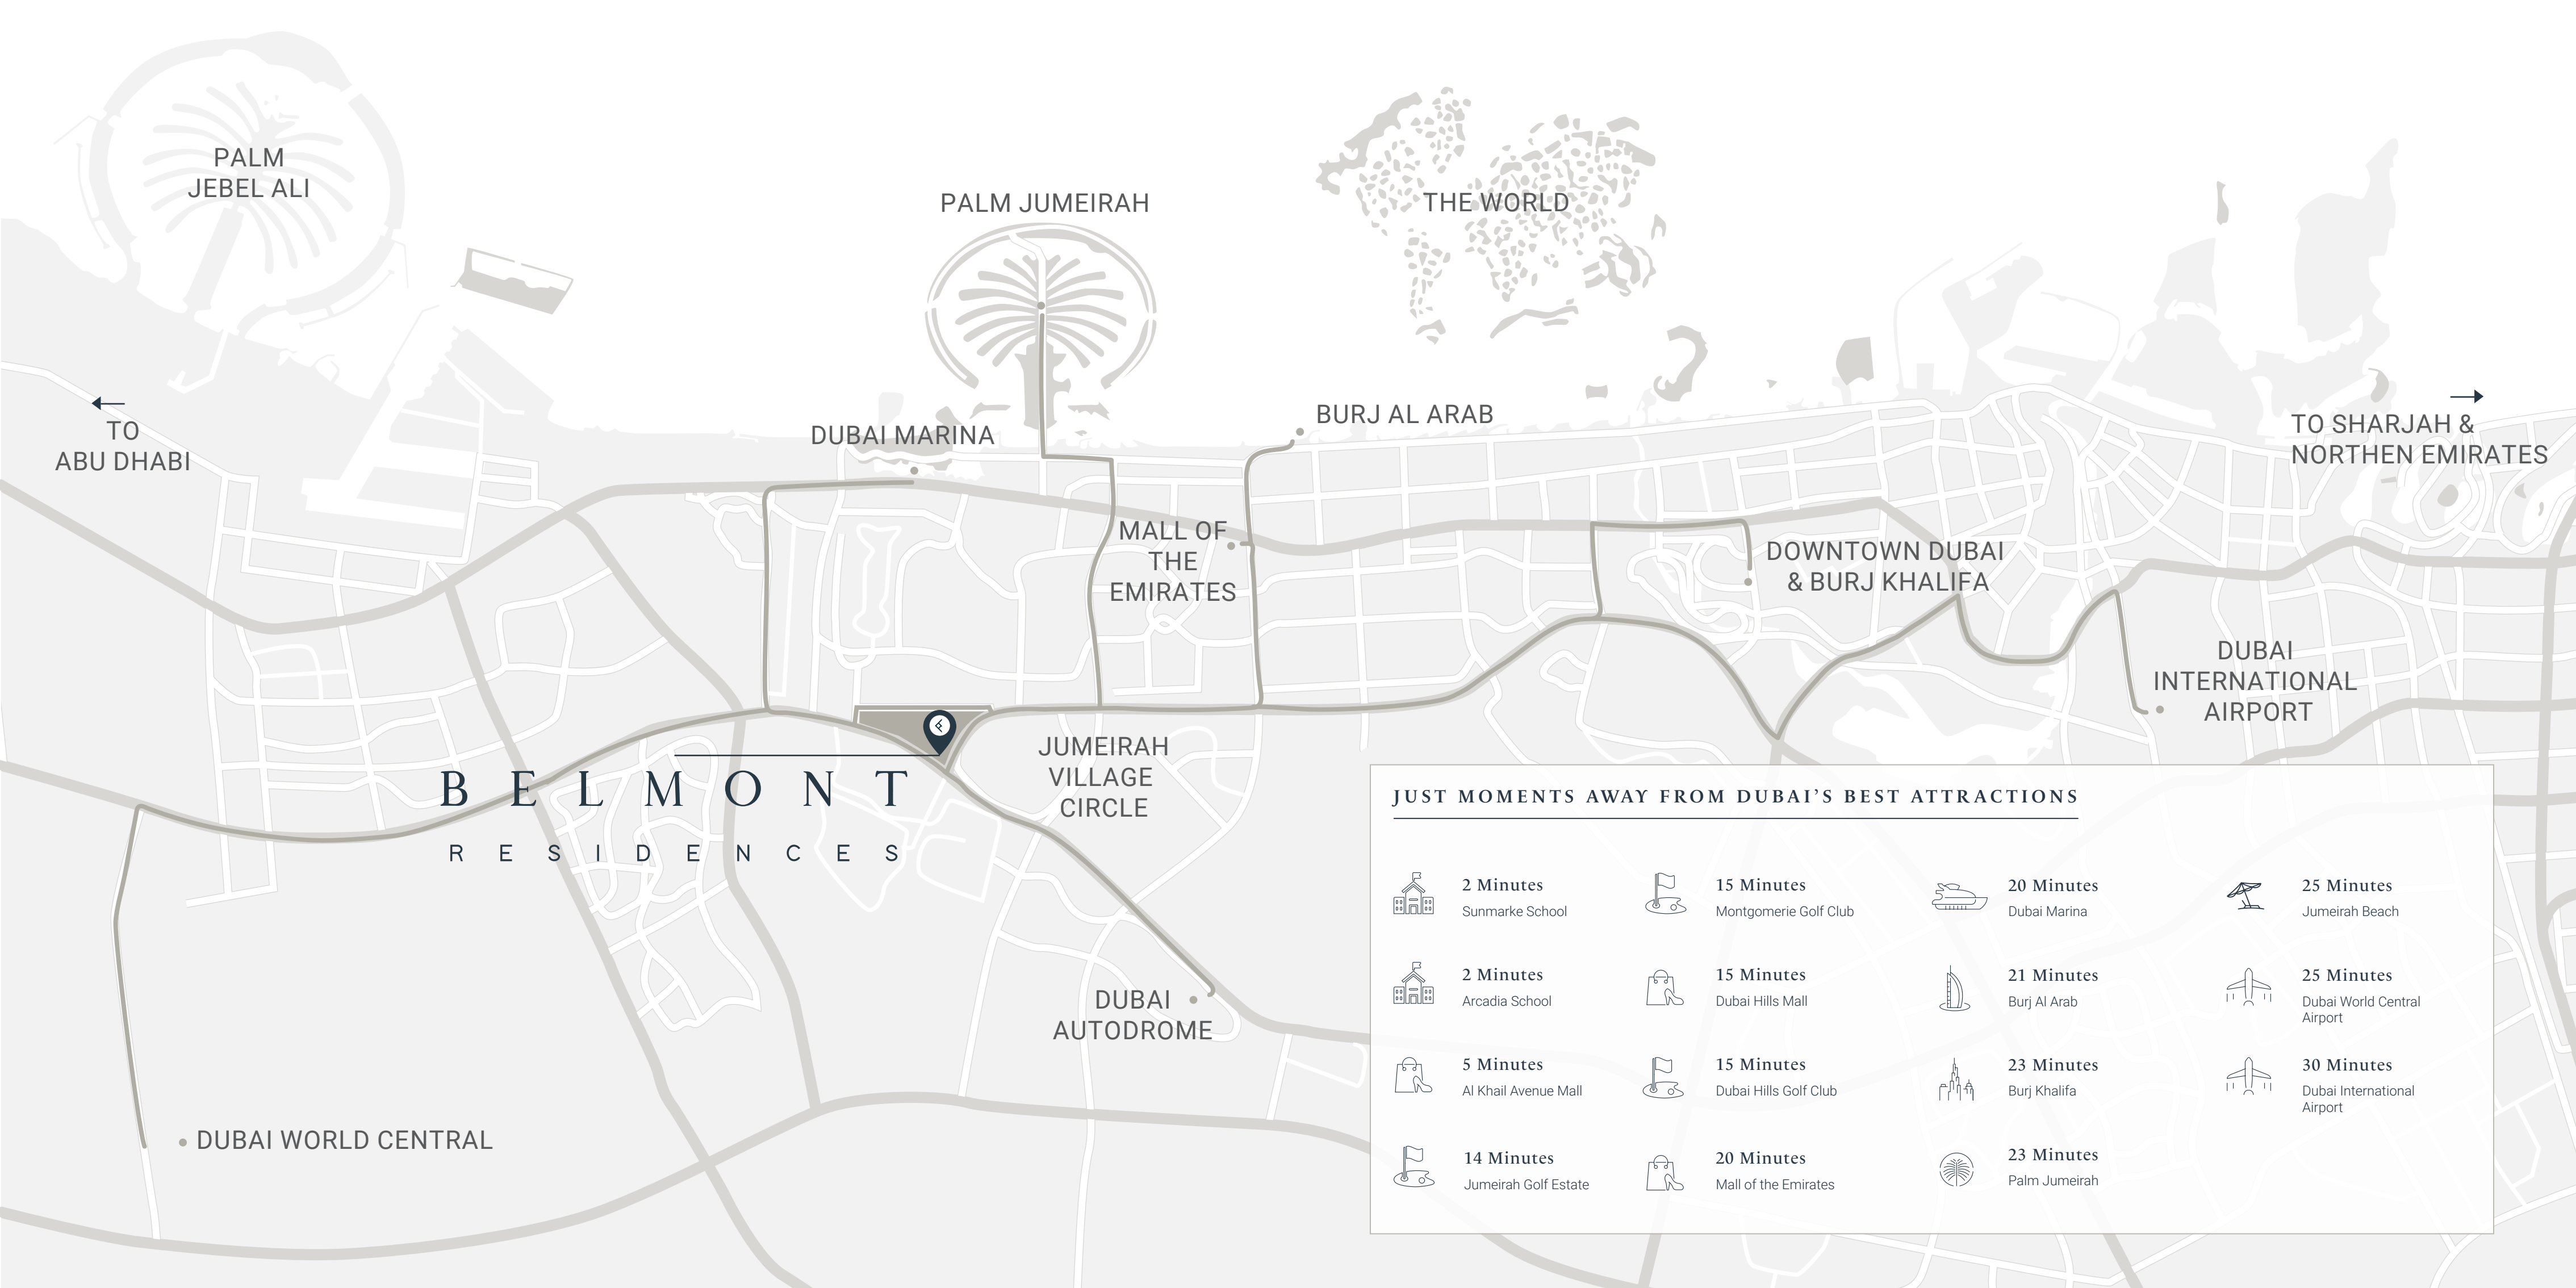 PALM
JEBEL ALI
PALM JUMEIRAH
THE WORLD
TO
ABU DHABI
DUBAI MARINA
BURJ AL ARAB
TO SHARJAH &
NORTHEN EMIRATES
MALL OF
THE
EMIRATES
DOWNTOWN DUBAI
& BURJ KHALIFA
DUBAI
INTERNATIONAL
AIRPORT
BELMONT
RESIDENCES
JUMEIRAH
VILLAGE
CIRCLE
DUBAI
AUTODROME
DUBAI WORLD CENTRAL
JUST MOMENTS AWAY FROM DUBAI'S BEST ATTRACTIONS
2 Minutes
Sunmarke School
2 Minutes
Arcadia School
5 Minutes
Al Khail Avenue Mall
14 Minutes
Jumeirah Golf Estate
15 Minutes
Montgomerie Golf Club
15 Minutes
Dubai Hills Mall
15 Minutes
Dubai Hills Golf Club
20 Minutes
Mall of the Emirates
20 Minutes
Dubai Marina
21 Minutes
Burj Al Arab
23 Minutes
Burj Khalifa
23 Minutes
Palm Jumeirah
25 Minutes
Jumeirah Beach
25 Minutes
Dubai World Central
Airport
30 Minutes
Dubai International
Airport